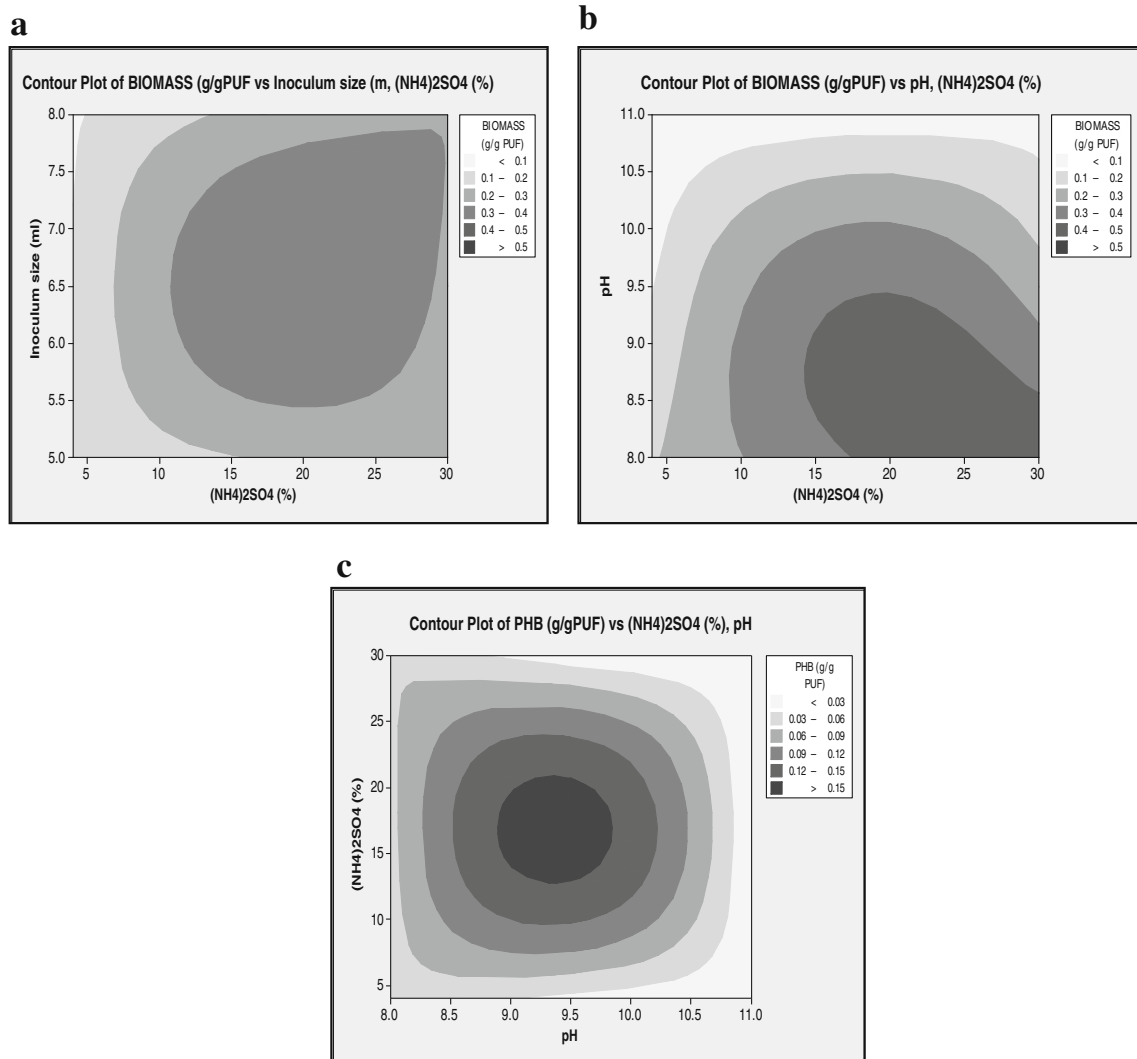 a
Contour Plot of BIOMASS (g/gPUF vs Inoculum size (m, (NH4)2SO4 (%)
8.0
7.5
7.0
6.5
6.0
5.5
5.0
Inoculum size (ml)
5 10 15 20 25 30
(NH4)2SO4 (%)
BIOMASS
(g/g PUF)
< 0.1
0.1 – 0.2
0.2 – 0.3
0.3 – 0.4
0.4 – 0.5
> 0.5
b
Contour Plot of BIOMASS (g/gPUF) vs pH, (NH4)2SO4 (%)
11.0
10.5
10.0
9.5
9.0
8.5
8.0
pH
5 10 15 20 25 30
(NH4)2SO4 (%)
BIOMASS
(g/g PUF)
< 0.1
0.1 – 0.2
0.2 – 0.3
0.3 – 0.4
0.4 – 0.5
> 0.5
c
Contour Plot of PHB (g/gPUF) vs (NH4)2SO4 (%), pH
30
25
20
15
10
5
(NH4)2SO4 (%)
8.0 8.5 9.0 9.5 10.0 10.5 11.0
pH
PHB (g/g
PUF)
< 0.03
0.03 – 0.06
0.06 – 0.09
0.09 – 0.12
0.12 – 0.15
> 0.15